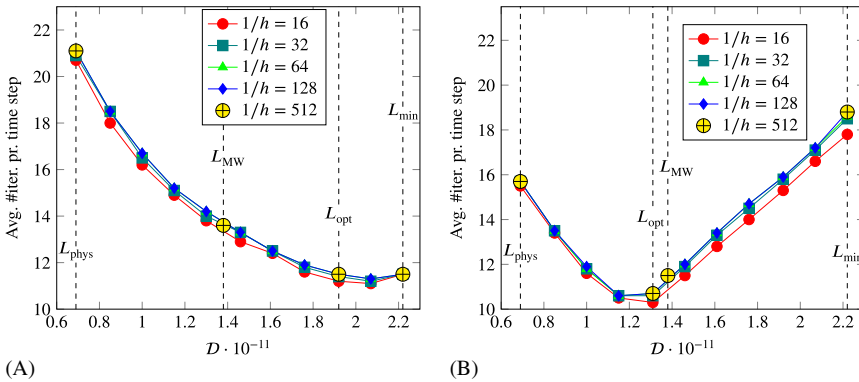 22
20
18
16
14
12
10
Avg. #iter. pr. time step
1/h = 16
1/h = 32
1/h = 64
1/h = 128
1/h = 512
L_min
L_MW
L_opt
L_phys
0.6 0.8 1 1.2 1.4 1.6 1.8 2 2.2
𝒟 · 10⁻¹¹
(A)
20
18
16
14
12
10
Avg. #iter. pr. time step
1/h = 16
1/h = 32
1/h = 64
1/h = 128
1/h = 512
L_MW
L_opt
L_phys
L_min
0.6 0.8 1 1.2 1.4 1.6 1.8 2 2.2
𝒟 · 10⁻¹¹
(B)